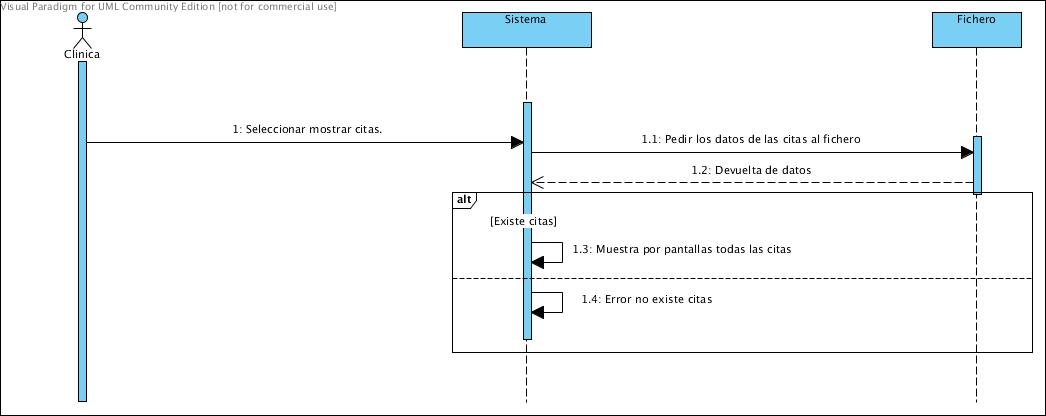 Visual Paradigm for UML Community Edition [not for commercial use]
Sistema
Fichero
Clinica
1: Seleccionar mostrar citas.
1.1: Pedir los datos de las citas al fichero
1.2: Devuelta de datos
alt
[Existe citas]
1.3: Muestra por pantallas todas las citas
1.4: Error no existe citas